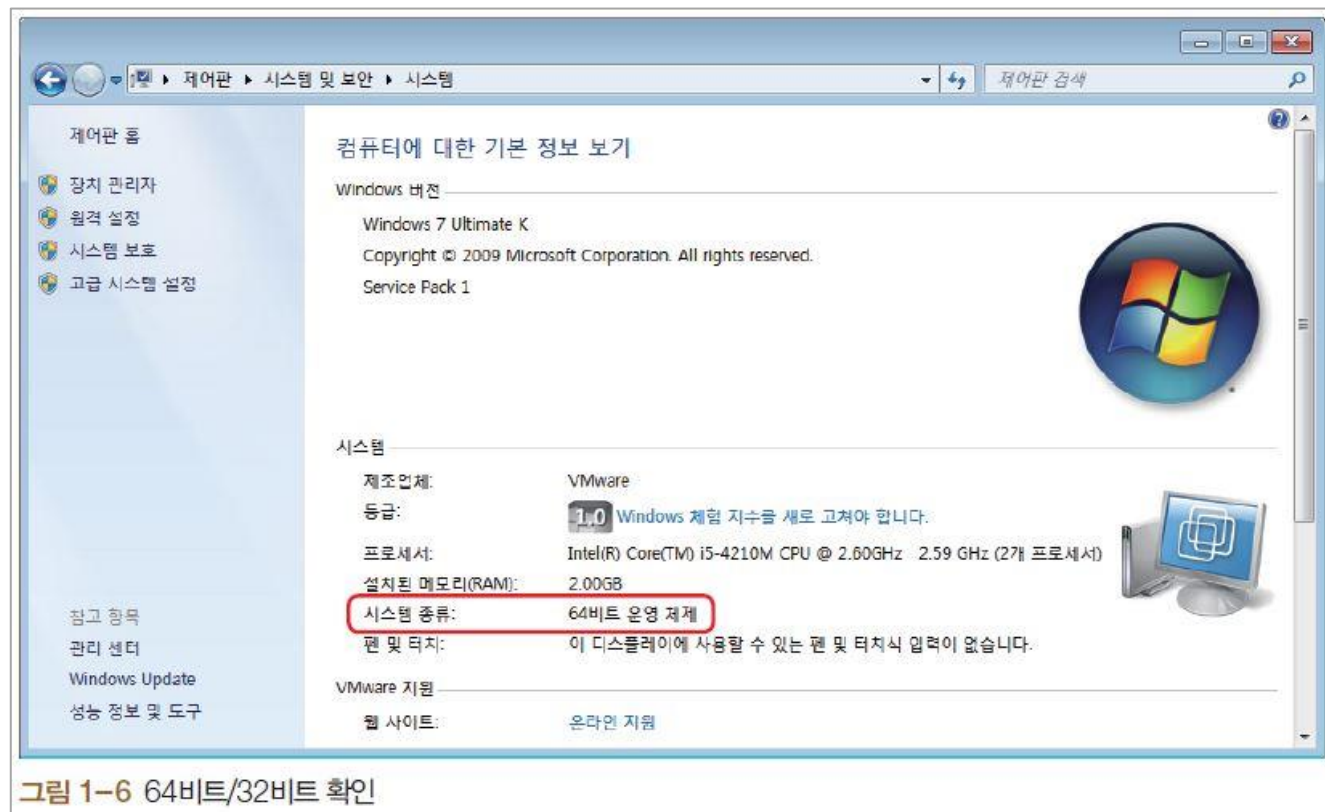 제어판 ▸ 시스템 및 보안 ▸ 시스템
제어판 검색
제어판 홈
장치 관리자
원격 설정
시스템 보호
고급 시스템 설정
참고 항목
관리 센터
Windows Update
성능 정보 및 도구
컴퓨터에 대한 기본 정보 보기
Windows 버전
Windows 7 Ultimate K
Copyright © 2009 Microsoft Corporation. All rights reserved.
Service Pack 1
시스템
제조업체: VMware
등급: 1.0 Windows 체험 지수를 새로 고쳐야 합니다.
프로세서: Intel(R) Core(TM) i5-4210M CPU @ 2.60GHz 2.59 GHz (2개 프로세서)
설치된 메모리(RAM): 2.00GB
시스템 종류: 64비트 운영 체제
펜 및 터치: 이 디스플레이에 사용할 수 있는 펜 및 터치식 입력이 없습니다.
VMware 지원
웹 사이트: 온라인 지원
그림 1-6 64비트/32비트 확인